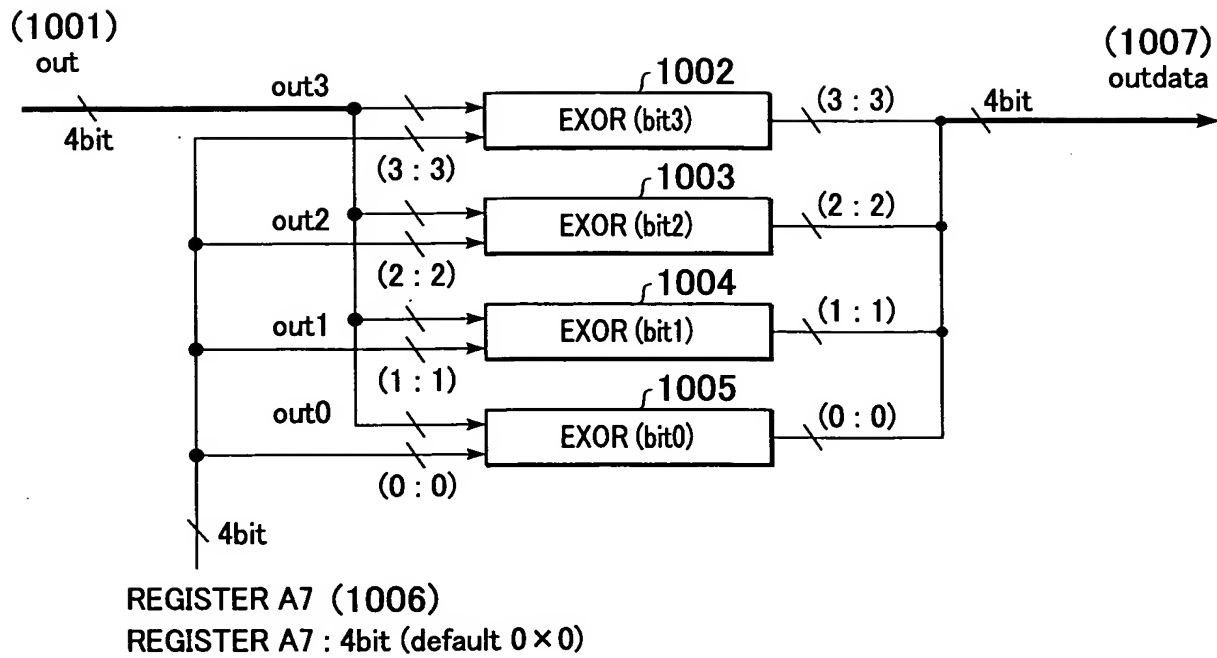 (1001)
out
4bit
out3
(3 : 3)
1002
EXOR (bit3)
(3 : 3)
4bit
(1007)
outdata
out2
(2 : 2)
1003
EXOR (bit2)
(2 : 2)
out1
(1 : 1)
1004
EXOR (bit1)
(1 : 1)
out0
(0 : 0)
1005
EXOR (bit0)
(0 : 0)
4bit
REGISTER A7 (1006)
REGISTER A7 : 4bit (default 0×0)